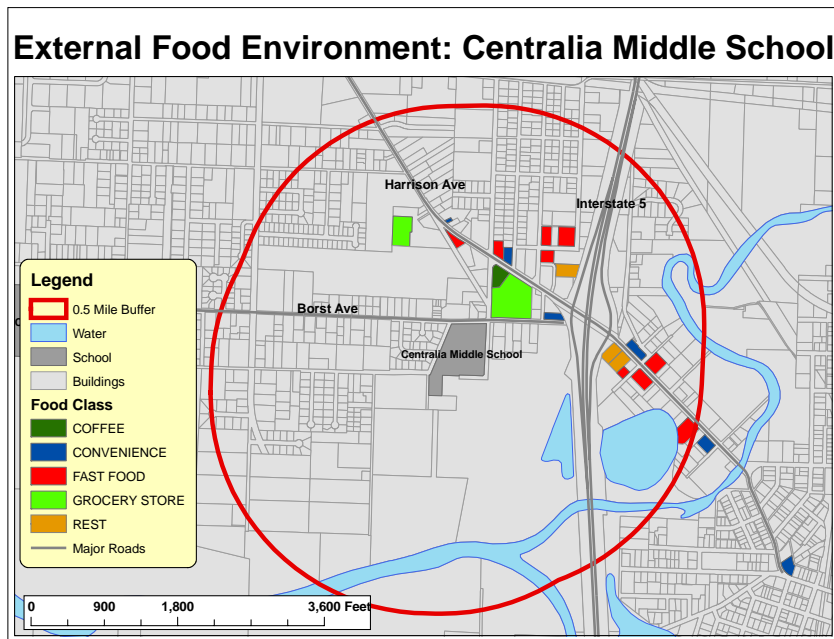 External Food Environment: Centralia Middle School
Harrison Ave
Interstate 5
Borst Ave
Centralia Middle School
Legend
0.5 Mile Buffer
Water
School
Buildings
Food Class
COFFEE
CONVENIENCE
FAST FOOD
GROCERY STORE
REST
Major Roads
0 900 1,800 3,600 Feet